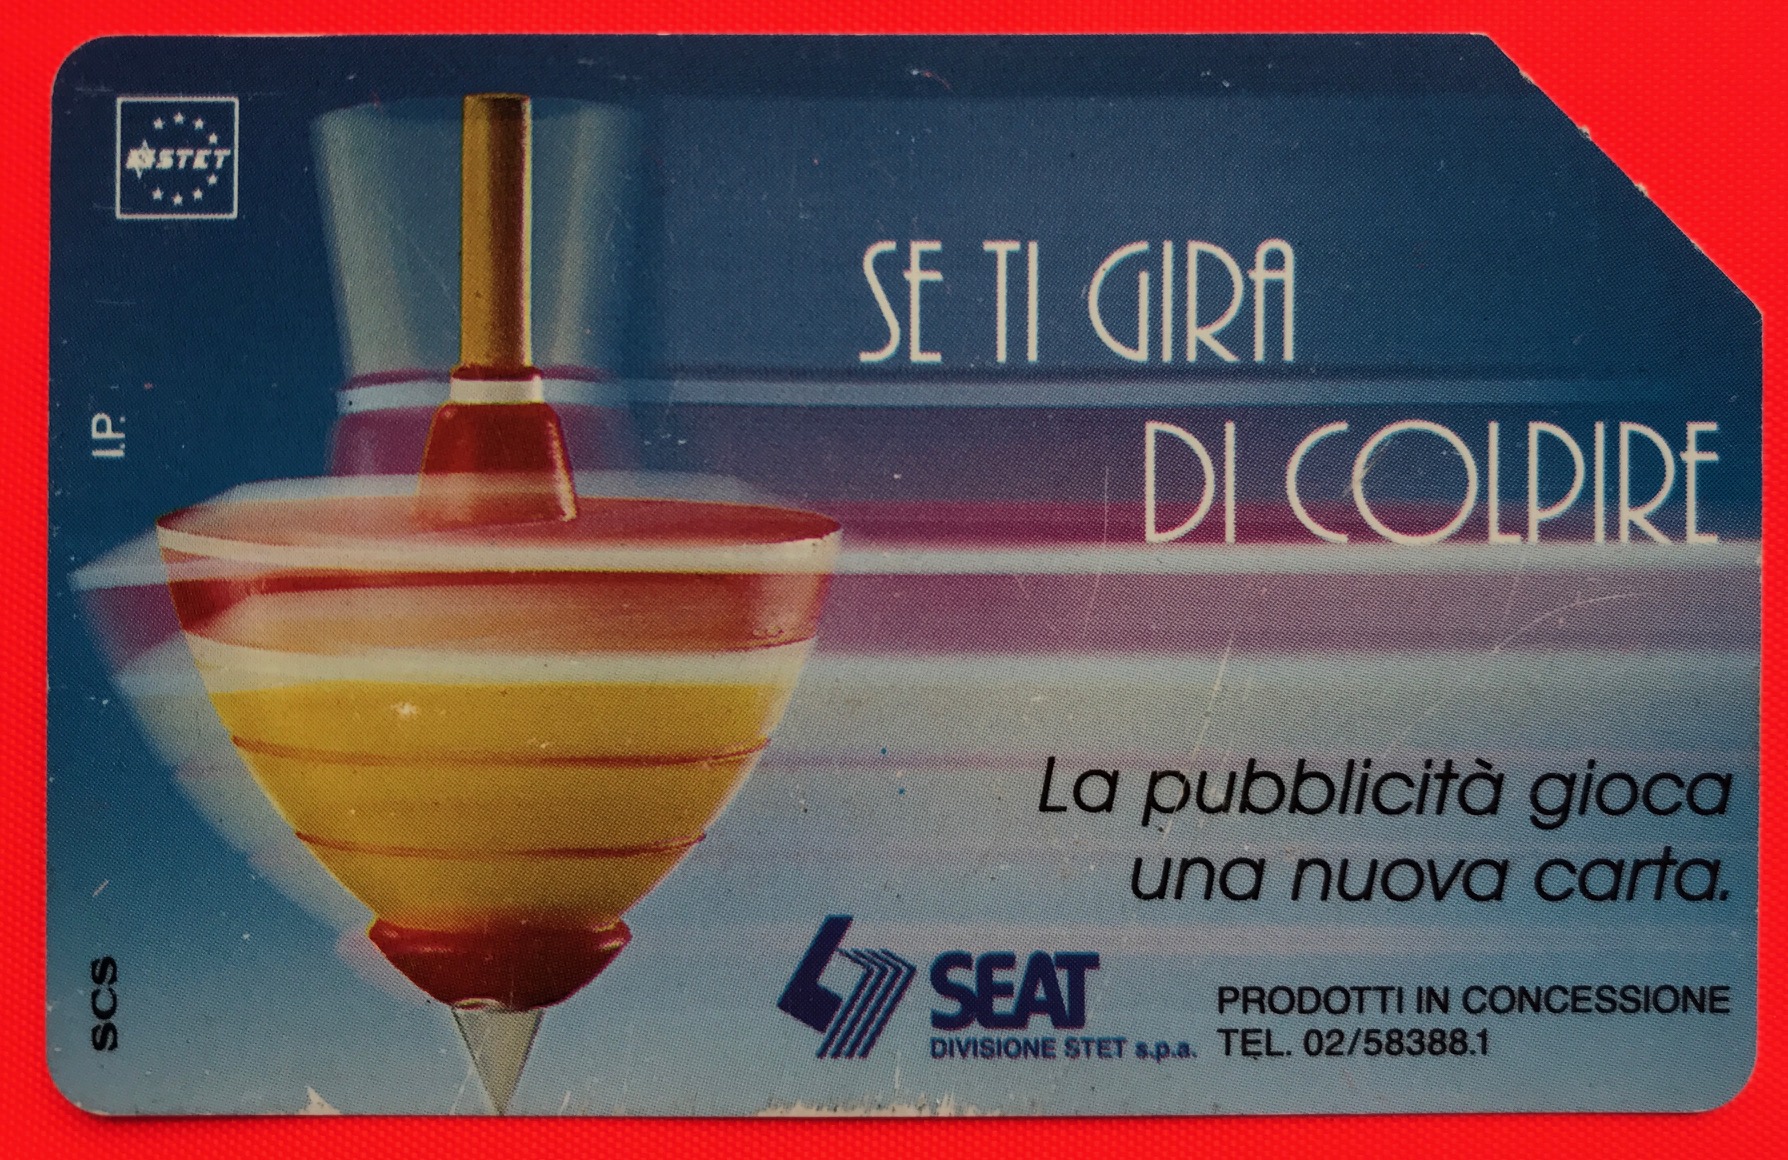 STET
I.P.
SCS
SE TI GIRA
DI COLPIRE
La pubblicità gioca
una nuova carta.
SEAT
DIVISIONE STET s.p.a.
PRODOTTI IN CONCESSIONE
TEL. 02/58388.1